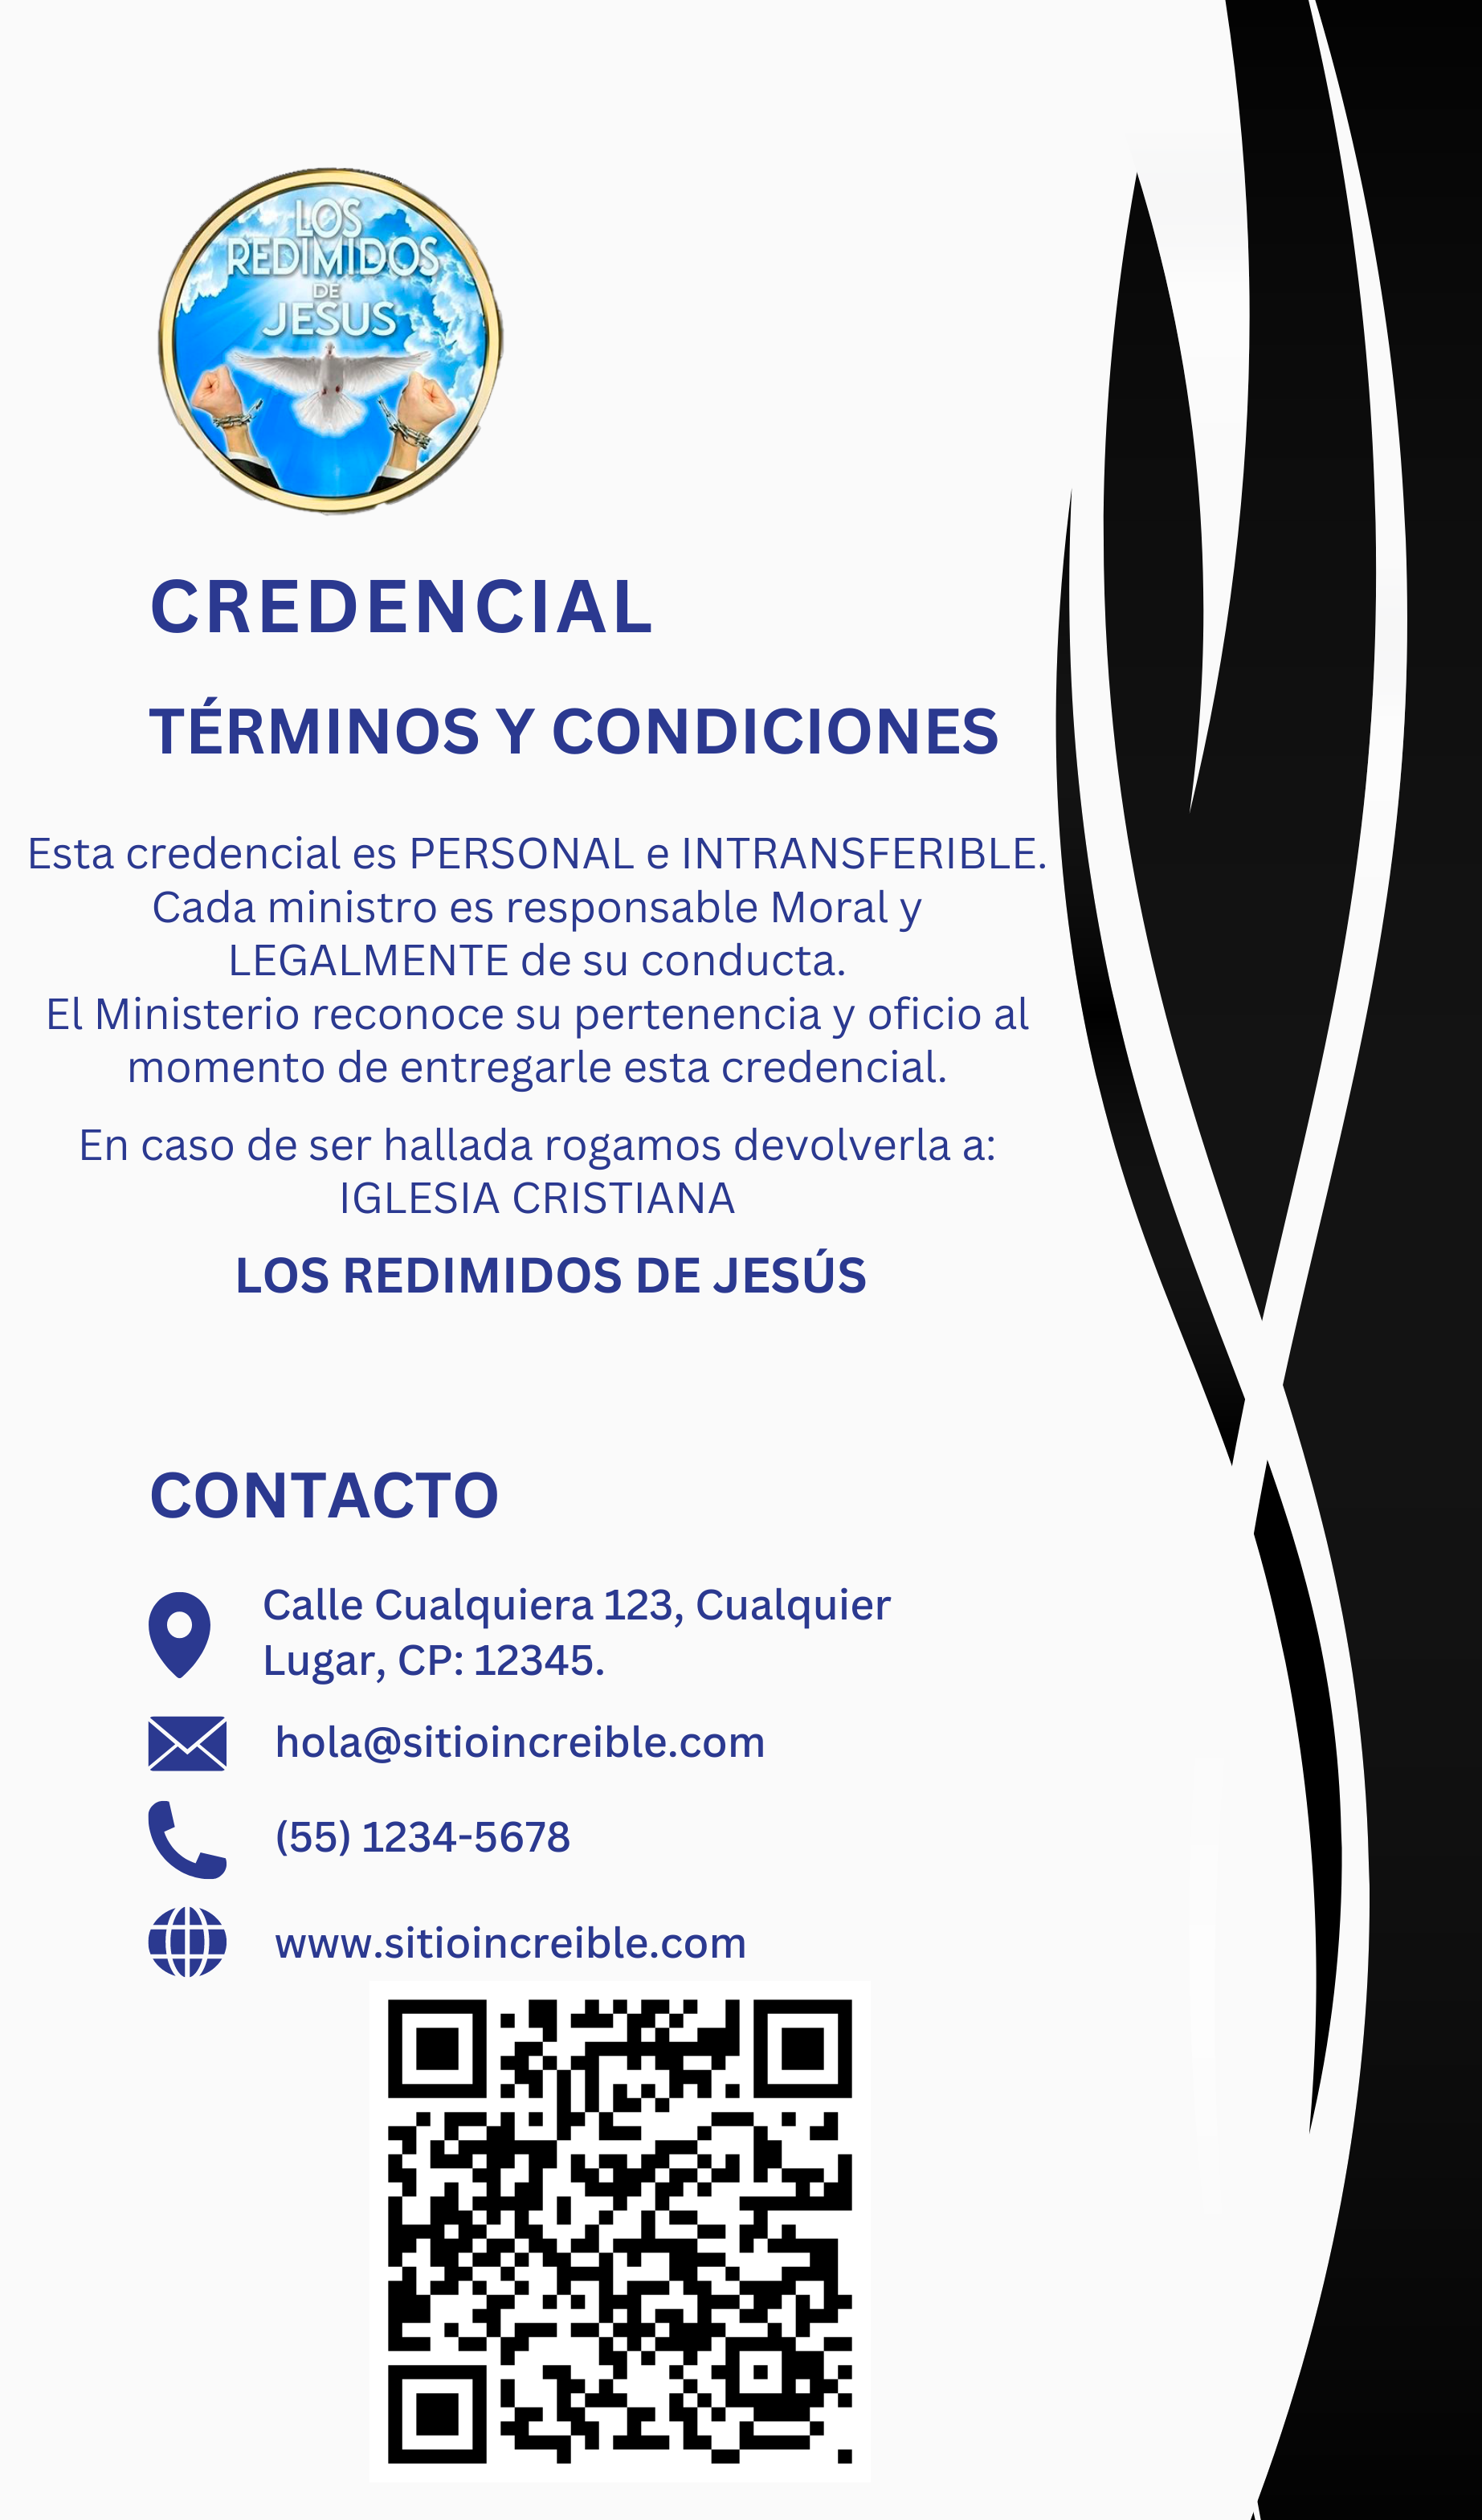 LOS
REDIMIDOS
DE
JESUS
CREDENCIAL
TÉRMINOS Y CONDICIONES
Esta credencial es PERSONAL e INTRANSFERIBLE.
Cada ministro es responsable Moral y
LEGALMENTE de su conducta.
El Ministerio reconoce su pertenencia y oficio al
momento de entregarle esta credencial.
En caso de ser hallada rogamos devolverla a:
IGLESIA CRISTIANA
LOS REDIMIDOS DE JESÚS
CONTACTO
Calle Cualquiera 123, Cualquier
Lugar, CP: 12345.
hola@sitioincreible.com
(55) 1234-5678
www.sitioincreible.com